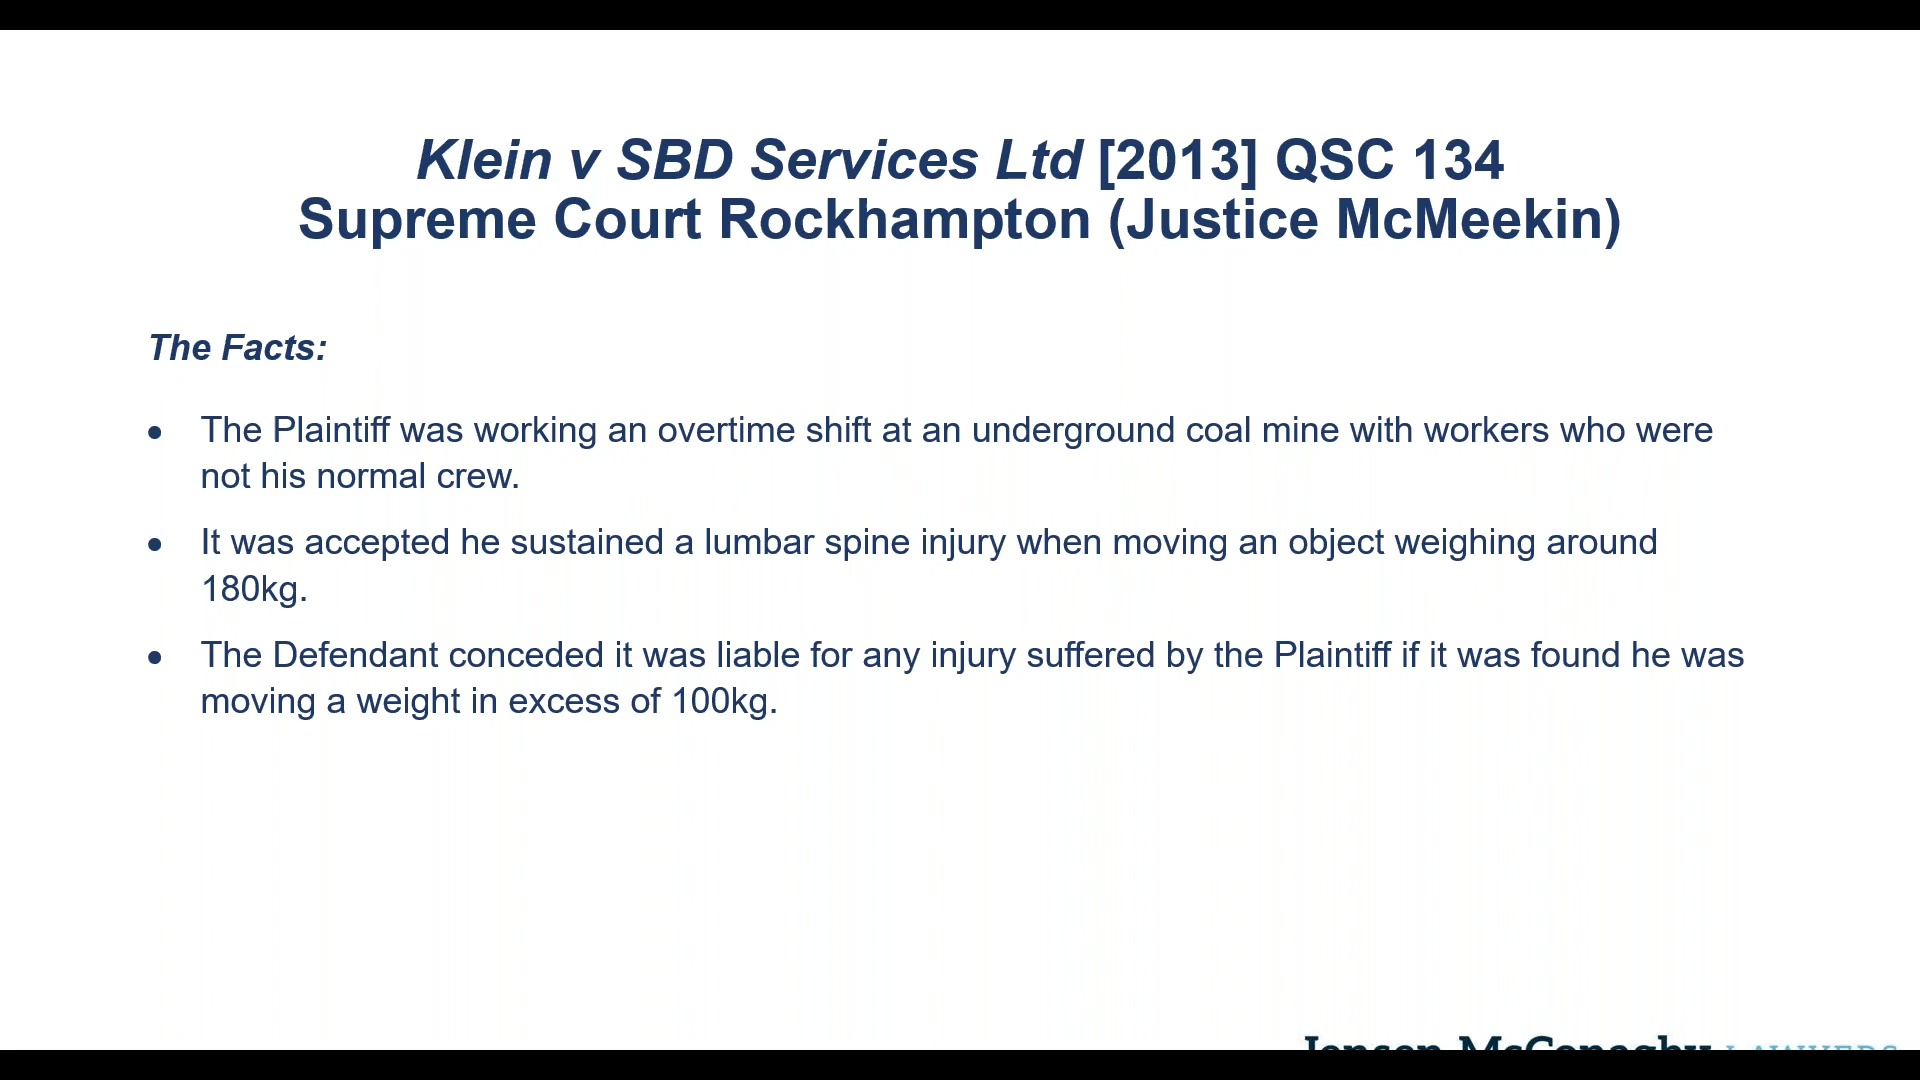 Klein v SBD Services Ltd [2013] QSC 134
Supreme Court Rockhampton (Justice McMeekin)
The Facts:
• The Plaintiff was working an overtime shift at an underground coal mine with workers who were
not his normal crew.
• It was accepted he sustained a lumbar spine injury when moving an object weighing around
180kg.
• The Defendant conceded it was liable for any injury suffered by the Plaintiff if it was found he was
moving a weight in excess of 100kg.
Jensen McConaghy LAWYERS